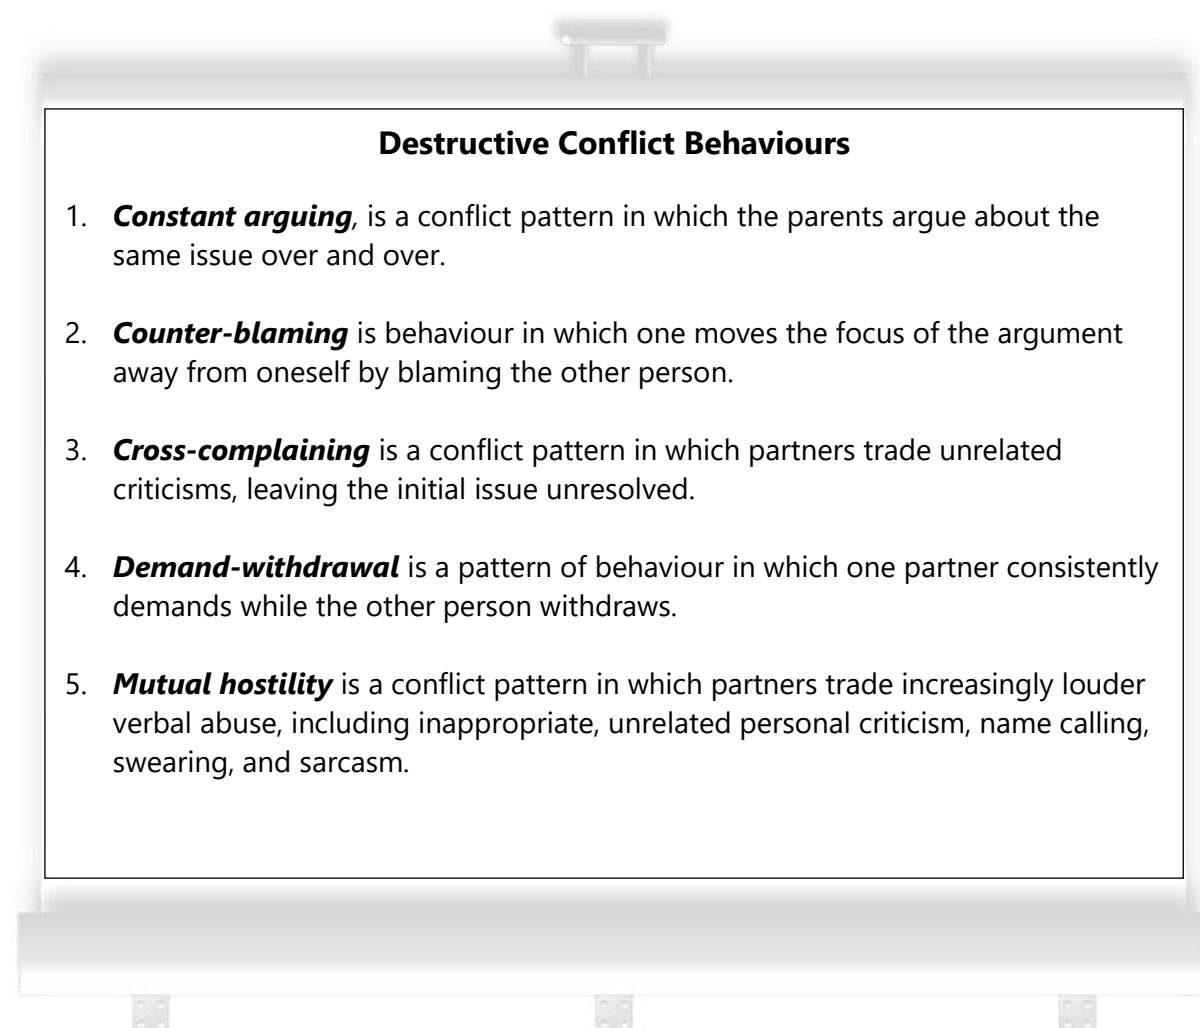 Destructive Conflict Behaviours
1. Constant arguing, is a conflict pattern in which the parents argue about the
same issue over and over.
2. Counter-blaming is behaviour in which one moves the focus of the argument
away from oneself by blaming the other person.
3. Cross-complaining is a conflict pattern in which partners trade unrelated
criticisms, leaving the initial issue unresolved.
4. Demand-withdrawal is a pattern of behaviour in which one partner consistently
demands while the other person withdraws.
5. Mutual hostility is a conflict pattern in which partners trade increasingly louder
verbal abuse, including inappropriate, unrelated personal criticism, name calling,
swearing, and sarcasm.